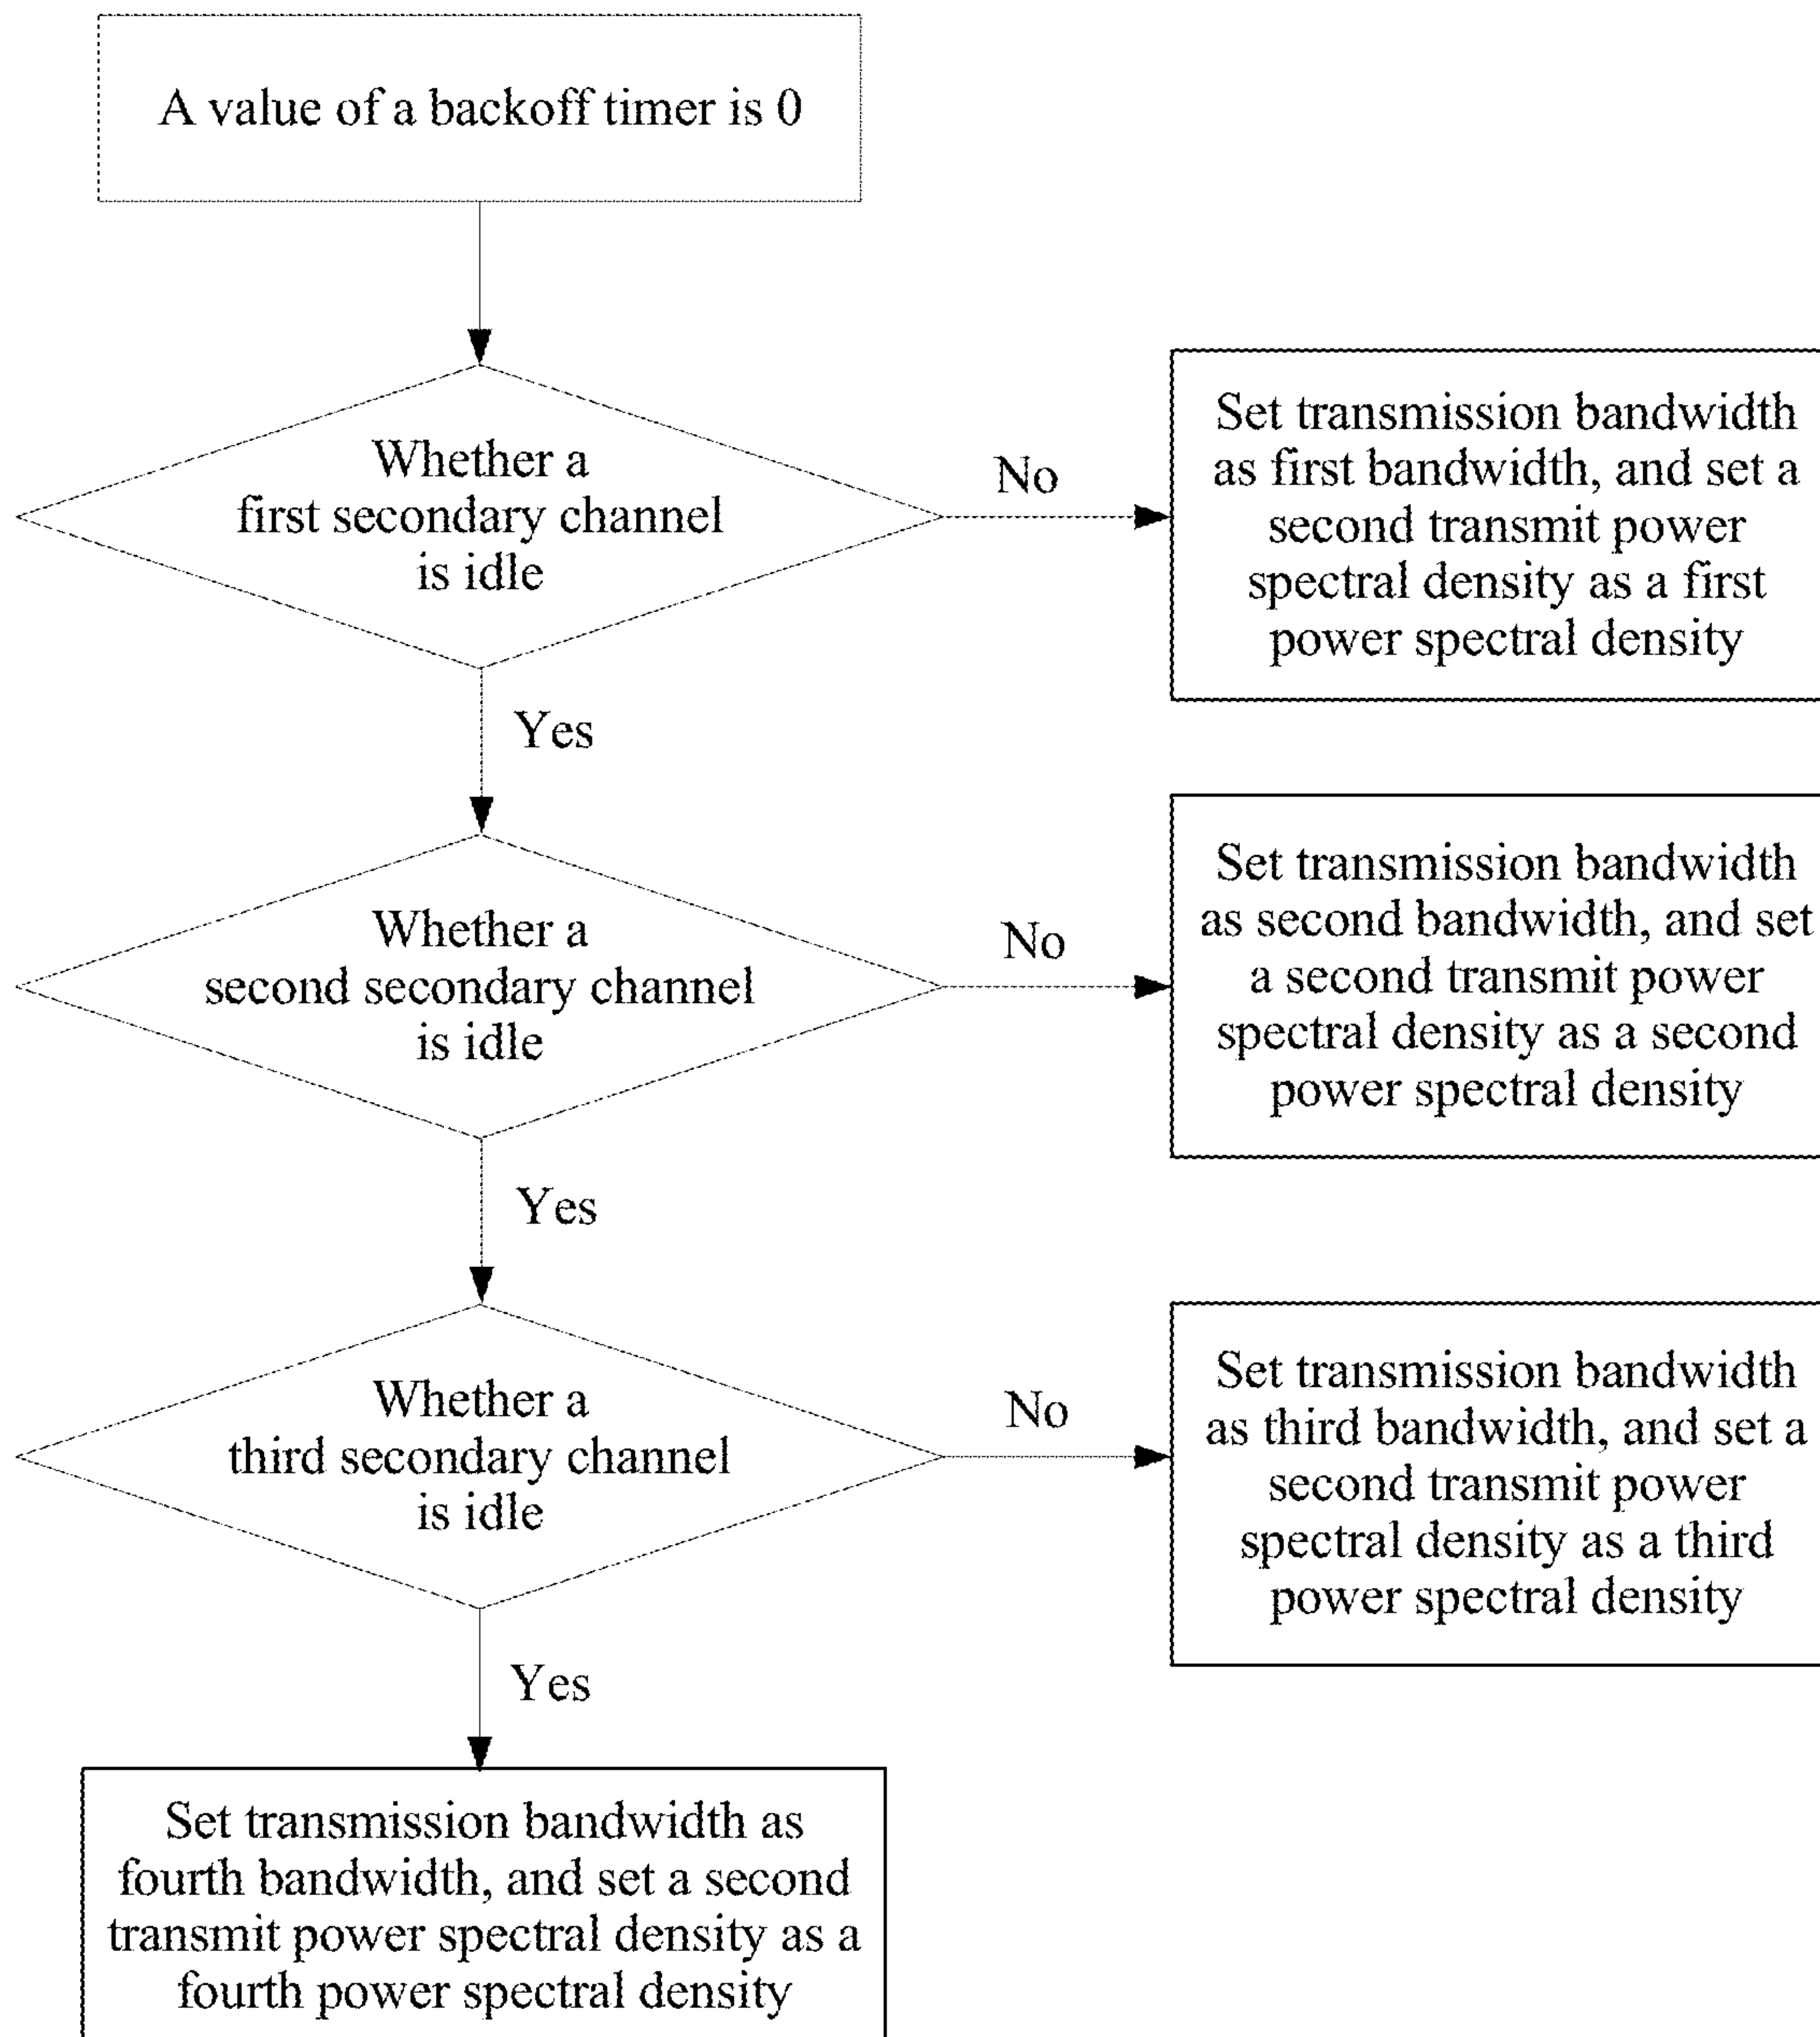 A value of a backoff timer is 0
Whether a
first secondary channel
is idle
No
Set transmission bandwidth
as first bandwidth, and set a
second transmit power
spectral density as a first
power spectral density
Yes
Whether a
second secondary channel
is idle
No
Set transmission bandwidth
as second bandwidth, and set
a second transmit power
spectral density as a second
power spectral density
Yes
Whether a
third secondary channel
is idle
No
Set transmission bandwidth
as third bandwidth, and set a
second transmit power
spectral density as a third
power spectral density
Yes
Set transmission bandwidth as
fourth bandwidth, and set a second
transmit power spectral density as a
fourth power spectral density